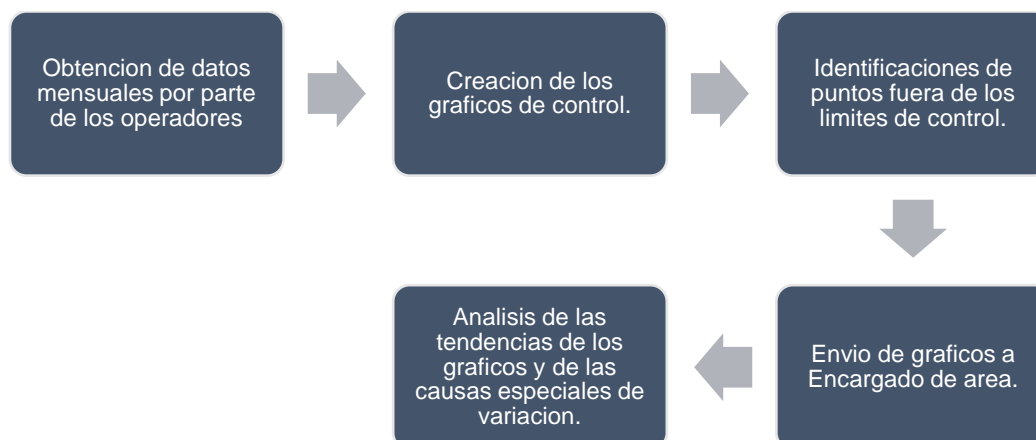 Obtencion de datos
mensuales por parte
de los operadores
Creacion de los
graficos de control.
Identificaciones de
puntos fuera de los
limites de control.
Envio de graficos a
Encargado de area.
Analisis de las
tendencias de los
graficos y de las
causas especiales de
variacion.